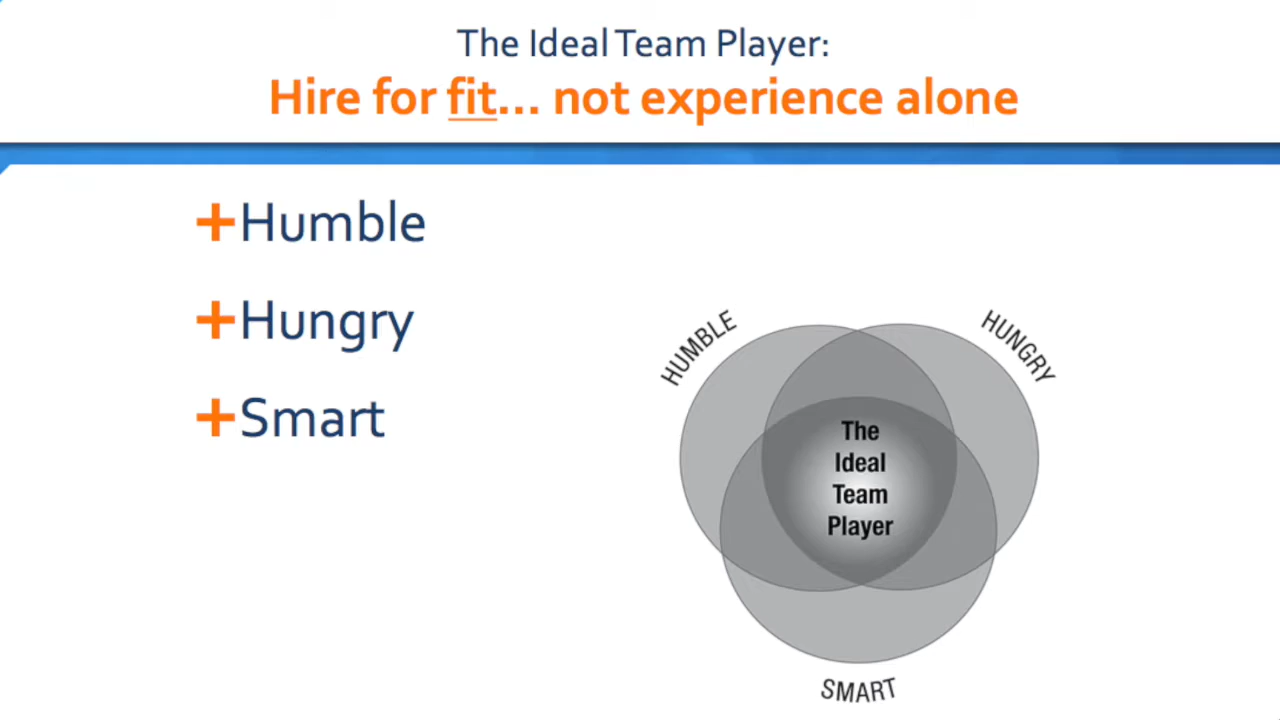 The Ideal Team Player:
Hire for fit... not experience alone
+Humble
+Hungry
+Smart
HUMBLE
HUNGRY
The
Ideal
Team
Player
SMART